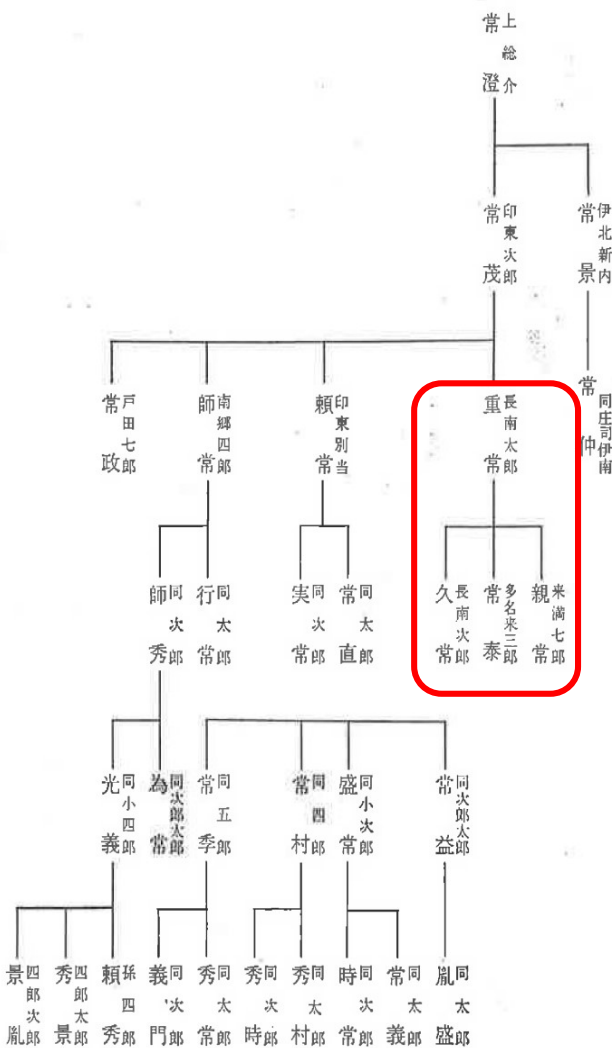 上総介
常澄
伊北新内
常景
同庄司伊南
常仲
印東次郎
常茂
長南太郎
重常
印東別当
頼常
南郷四郎
師常
戸田七郎
常政
来満七郎
親常
多名来三郎
常泰
長南次郎
久常
同太郎
常直
同次郎
実常
同太郎
行常
同次郎
師秀
同次郎太郎
常益
同小次郎
盛常
同四郎
常村
同五郎
常季
同次郎太郎
為常
同小四郎
光義
同太郎
胤盛
同太郎
常義
同次郎
時常
同太郎
秀村
同次郎
秀時
同太郎
秀常
同次郎
義門
孫四郎
頼秀
四郎太郎
秀景
四郎次郎
景胤